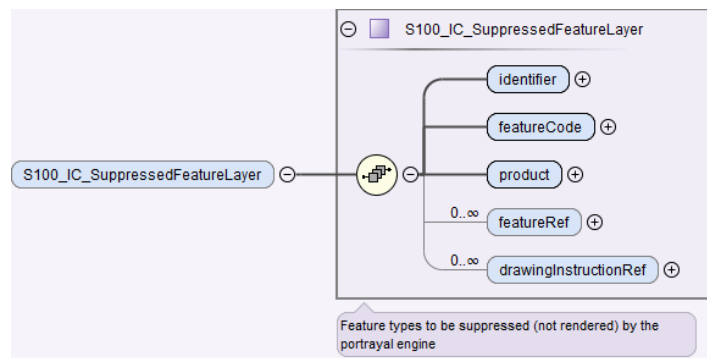 S100_IC_SuppressedFeatureLayer
identifier
featureCode
S100_IC_SuppressedFeatureLayer
product
0..∞
featureRef
0..∞
drawingInstructionRef
Feature types to be suppressed (not rendered) by the
portrayal engine